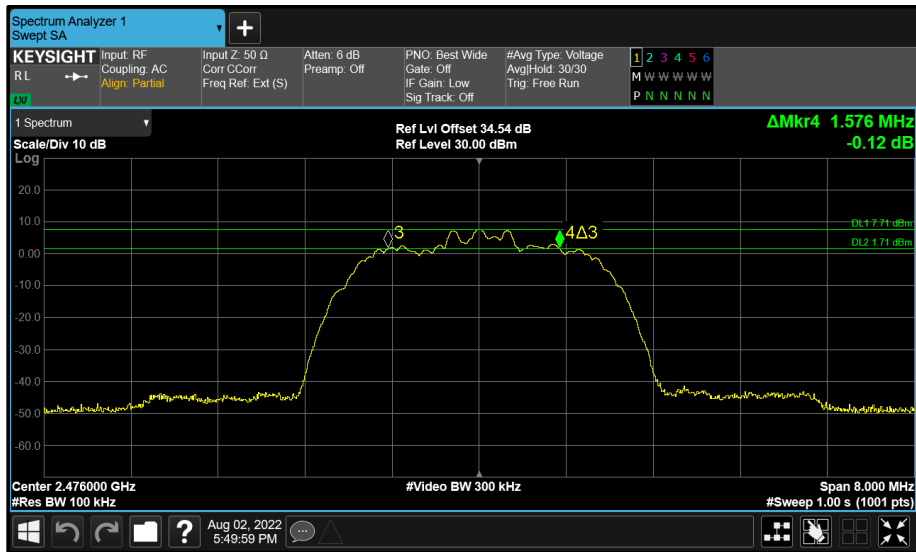 Spectrum Analyzer 1
Swept SA
KEYSIGHT
RL
LXI
Input: RF
Coupling: AC
Align: Partial
Input Z: 50 Ω
Corr CCorr
Freq Ref: Ext (S)
Atten: 6 dB
Preamp: Off
PNO: Best Wide
Gate: Off
IF Gain: Low
Sig Track: Off
#Avg Type: Voltage
Avg|Hold: 30/30
Trig: Free Run
1 2 3 4 5 6
M W W W W W
P N N N N N
1 Spectrum
Scale/Div 10 dB
Ref Lvl Offset 34.54 dB
Ref Level 30.00 dBm
ΔMkr4 1.576 MHz
-0.12 dB
Log
20.0
10.0
0.00
-10.0
-20.0
-30.0
-40.0
-50.0
-60.0
3
4Δ3
DL1 7.71 dBm
DL2 1.71 dBm
Center 2.476000 GHz
#Res BW 100 kHz
#Video BW 300 kHz
Span 8.000 MHz
#Sweep 1.00 s (1001 pts)
Aug 02, 2022
5:49:59 PM